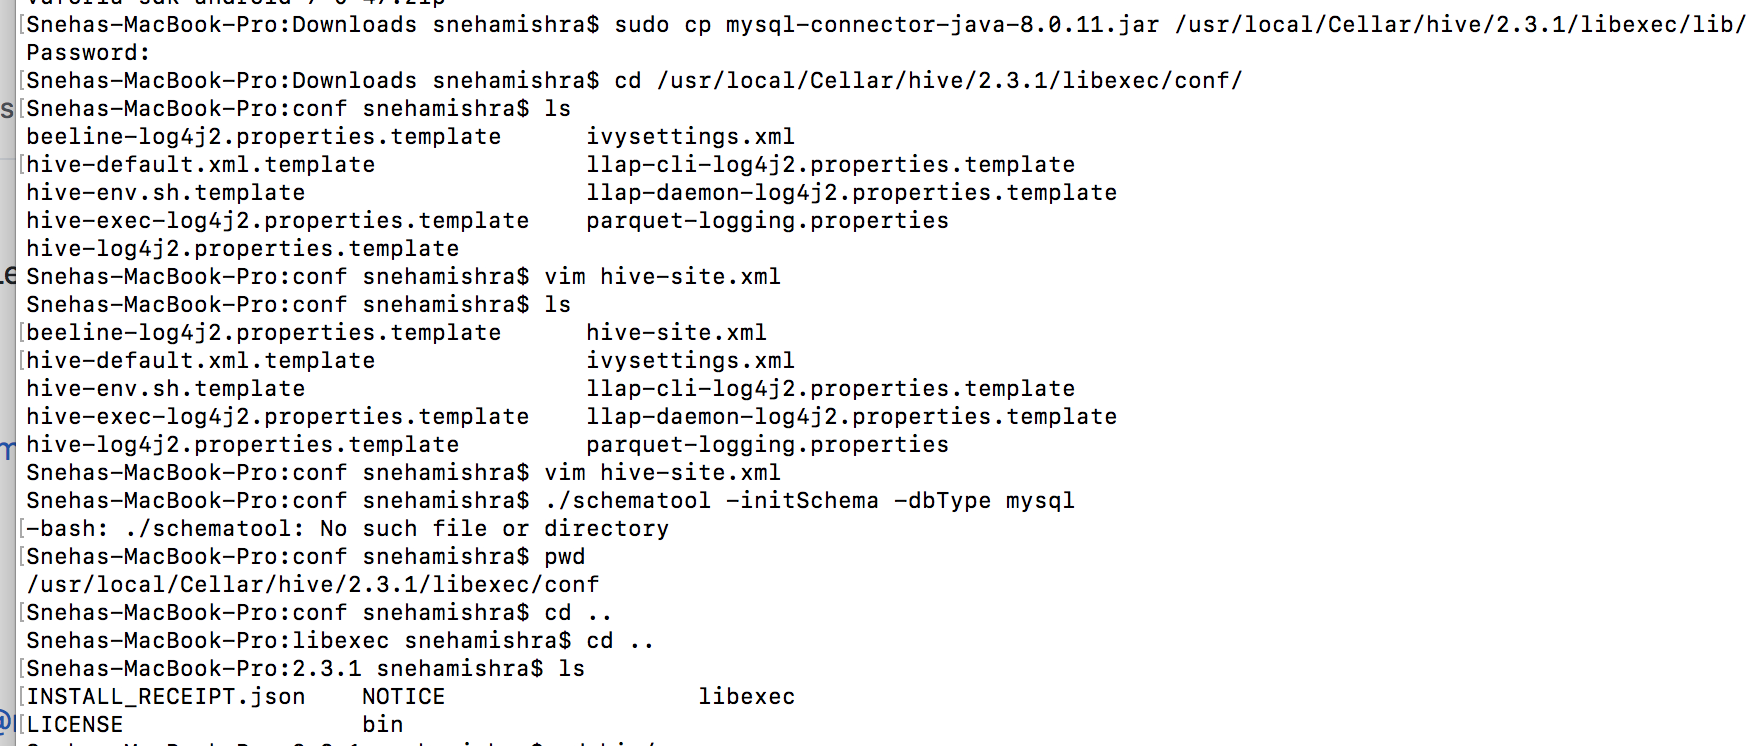 Snehas-MacBook-Pro:Downloads snehamishra$ sudo cp mysql-connector-java-8.0.11.jar /usr/local/Cellar/hive/2.3.1/libexec/lib/
Password:
Snehas-MacBook-Pro:Downloads snehamishra$ cd /usr/local/Cellar/hive/2.3.1/libexec/conf/
Snehas-MacBook-Pro:conf snehamishra$ ls
beeline-log4j2.properties.template ivysettings.xml
hive-default.xml.template llap-cli-log4j2.properties.template
hive-env.sh.template llap-daemon-log4j2.properties.template
hive-exec-log4j2.properties.template parquet-logging.properties
hive-log4j2.properties.template
Snehas-MacBook-Pro:conf snehamishra$ vim hive-site.xml
Snehas-MacBook-Pro:conf snehamishra$ ls
beeline-log4j2.properties.template hive-site.xml
hive-default.xml.template ivysettings.xml
hive-env.sh.template llap-cli-log4j2.properties.template
hive-exec-log4j2.properties.template llap-daemon-log4j2.properties.template
hive-log4j2.properties.template parquet-logging.properties
Snehas-MacBook-Pro:conf snehamishra$ vim hive-site.xml
Snehas-MacBook-Pro:conf snehamishra$ ./schematool -initSchema -dbType mysql
-bash: ./schematool: No such file or directory
Snehas-MacBook-Pro:conf snehamishra$ pwd
/usr/local/Cellar/hive/2.3.1/libexec/conf
Snehas-MacBook-Pro:conf snehamishra$ cd ..
Snehas-MacBook-Pro:libexec snehamishra$ cd ..
Snehas-MacBook-Pro:2.3.1 snehamishra$ ls
INSTALL_RECEIPT.json NOTICE libexec
LICENSE bin